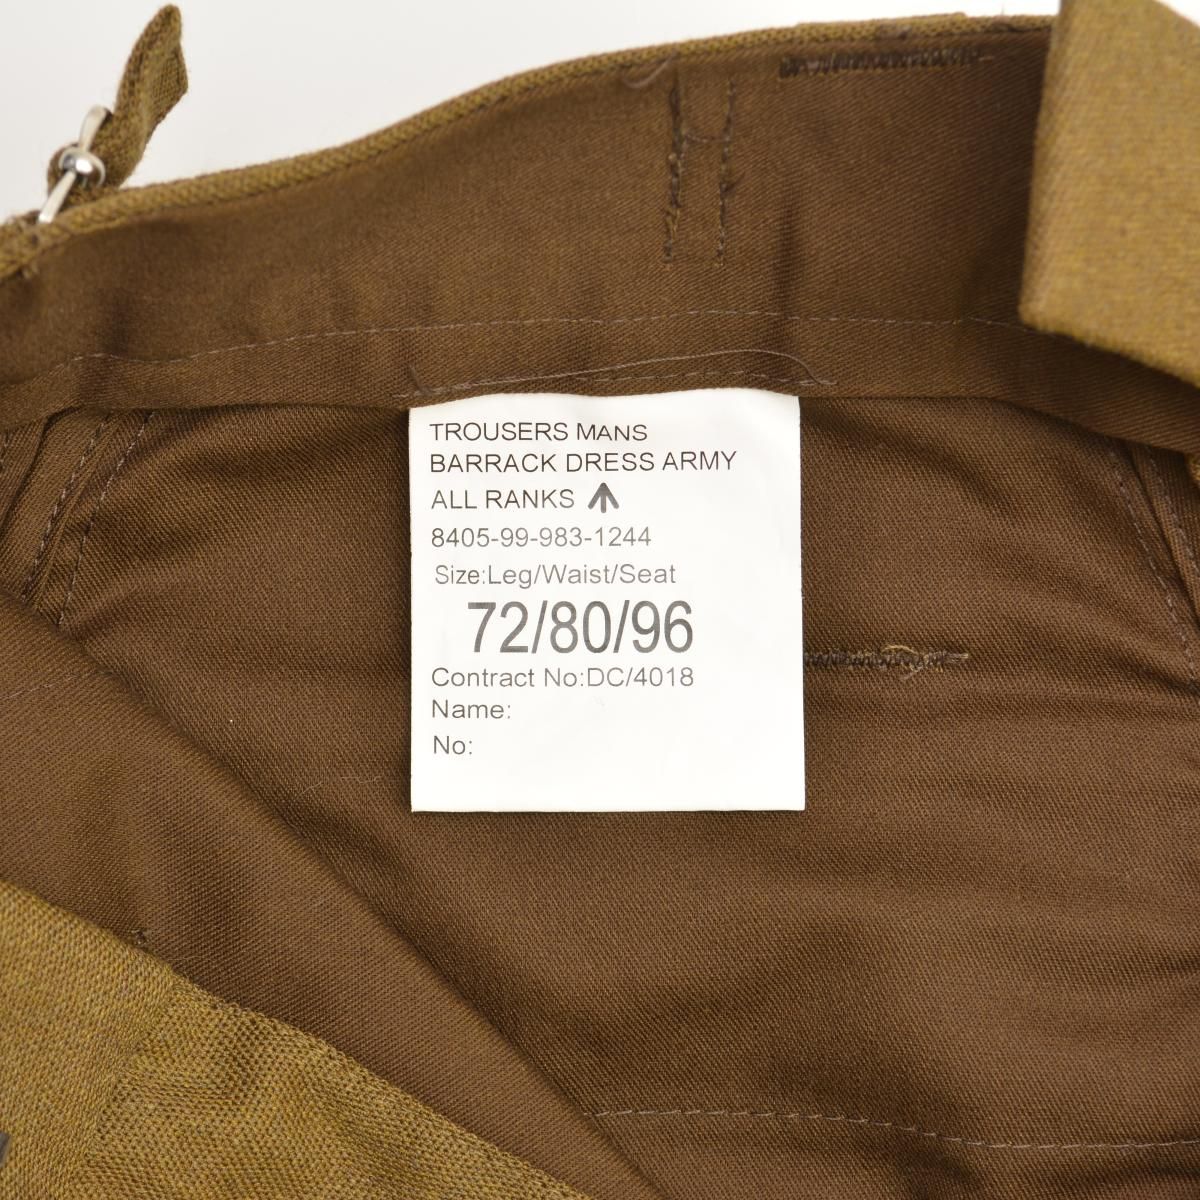 TROUSERS MANS
BARRACK DRESS ARMY
ALL RANKS
8405-99-983-1244
Size:Leg/Waist/Seat
72/80/96
Contract No:DC/4018
Name:
No: